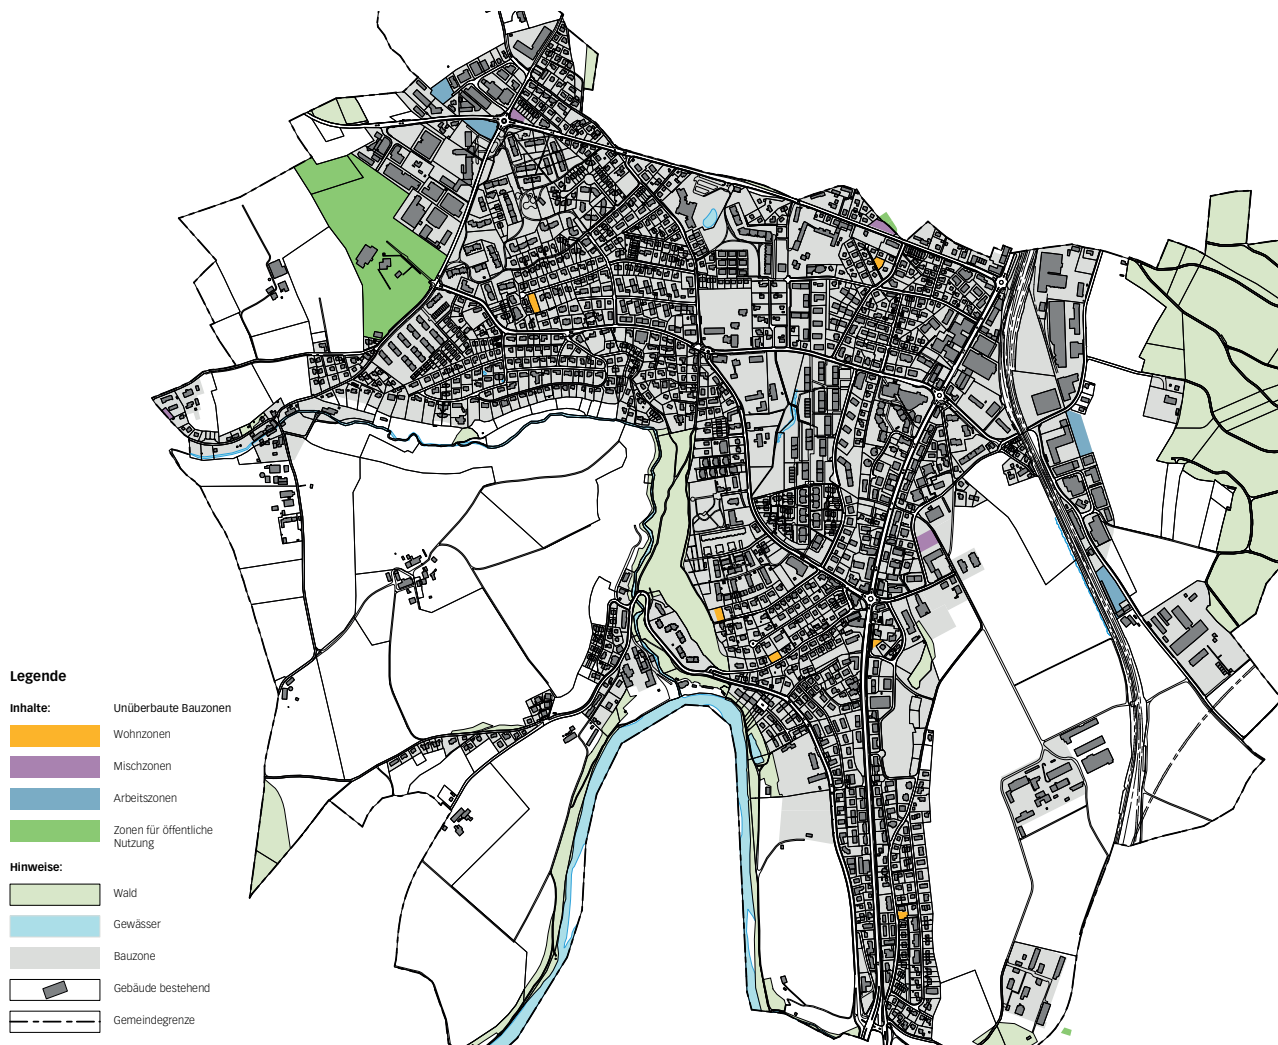 Legende
Inhalte: Unüberbaute Bauzonen
Wohnzonen
Mischzonen
Arbeitszonen
Zonen für öffentliche
Nutzung
Hinweise:
Wald
Gewässer
Bauzone
Gebäude bestehend
Gemeindegrenze